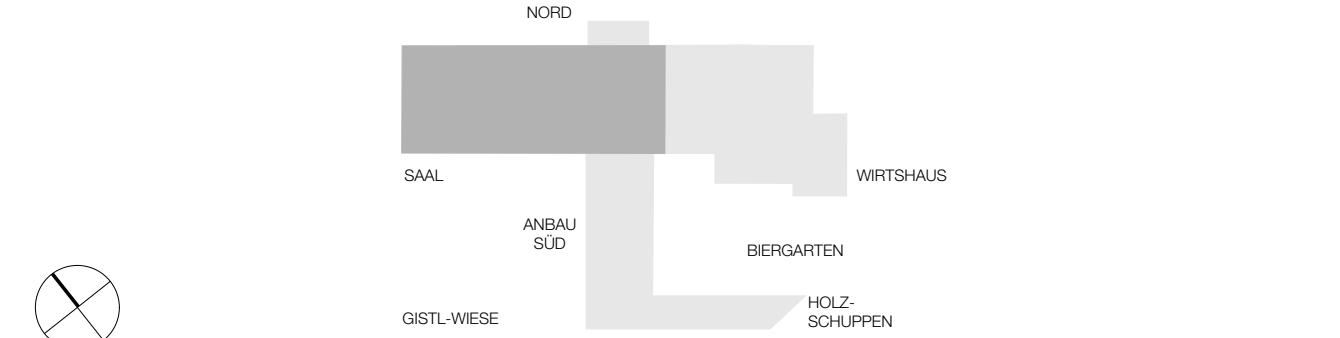 NORD
SAAL
WIRTSHAUS
ANBAU
SÜD
BIERGARTEN
HOLZ-
SCHUPPEN
GISTL-WIESE